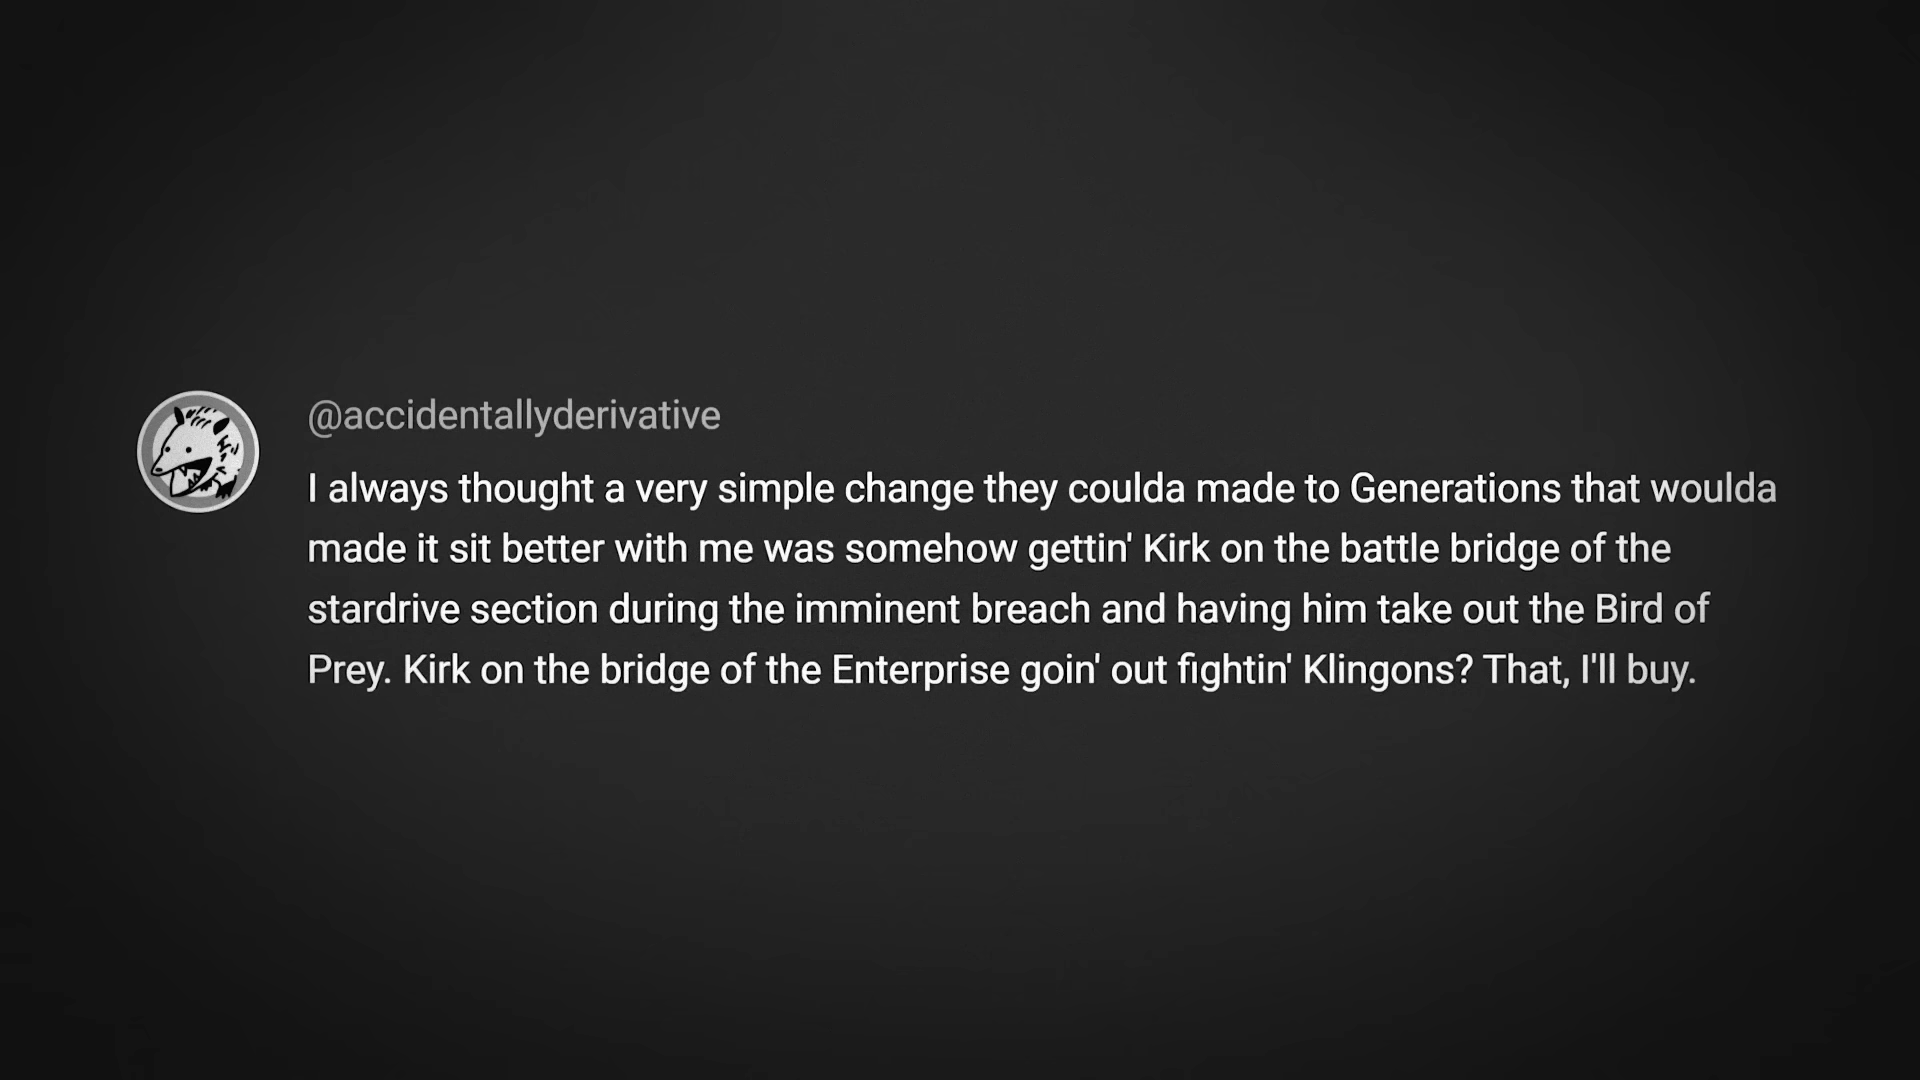 @accidentallyderivative
I always thought a very simple change they coulda made to Generations that woulda
made it sit better with me was somehow gettin' Kirk on the battle bridge of the
stardrive section during the imminent breach and having him take out the Bird of
Prey. Kirk on the bridge of the Enterprise goin' out fightin' Klingons? That, I'll buy.